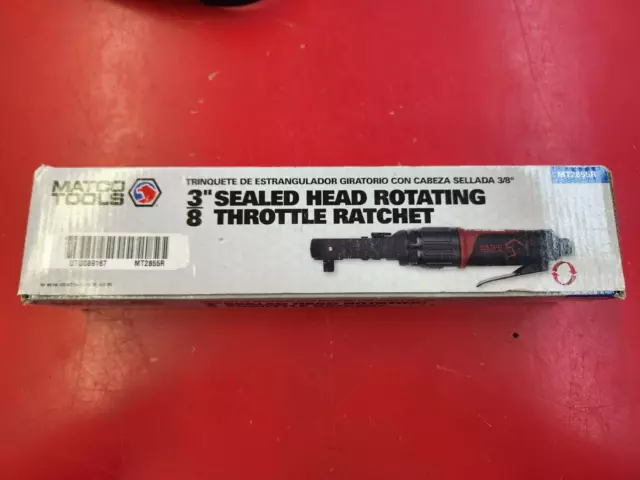 MATCO
TOOLS
TRINQUETE DE ESTRANGULADOR GIRATORIO CON CABEZA SELLADA 3/8"
3" SEALED HEAD ROTATING
8 THROTTLE RATCHET
MT2855R
MT2855R